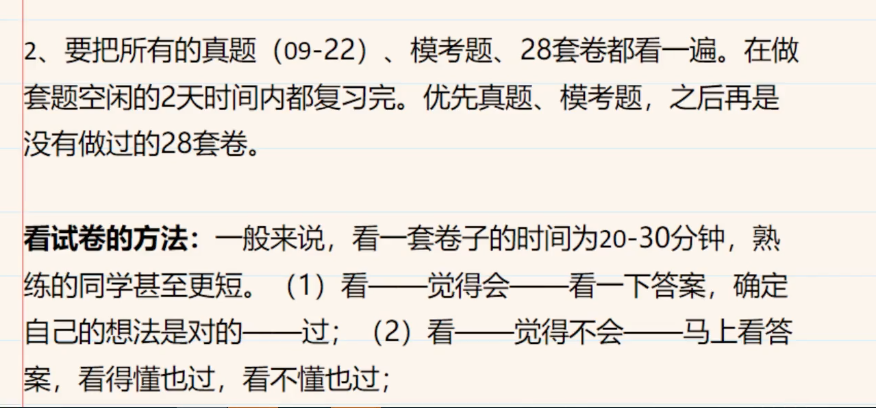 2、要把所有的真题（09-22）、模考题、28套卷都看一遍。在做
套题空闲的2天时间内都复习完。优先真题、模考题，之后再是
没有做过的28套卷。
看试卷的方法：一般来说，看一套卷子的时间为20-30分钟，熟
练的同学甚至更短。（1）看——觉得会——看一下答案，确定
自己的想法是对的——过；（2）看——觉得不会——马上看答
案，看得懂也过，看不懂也过；